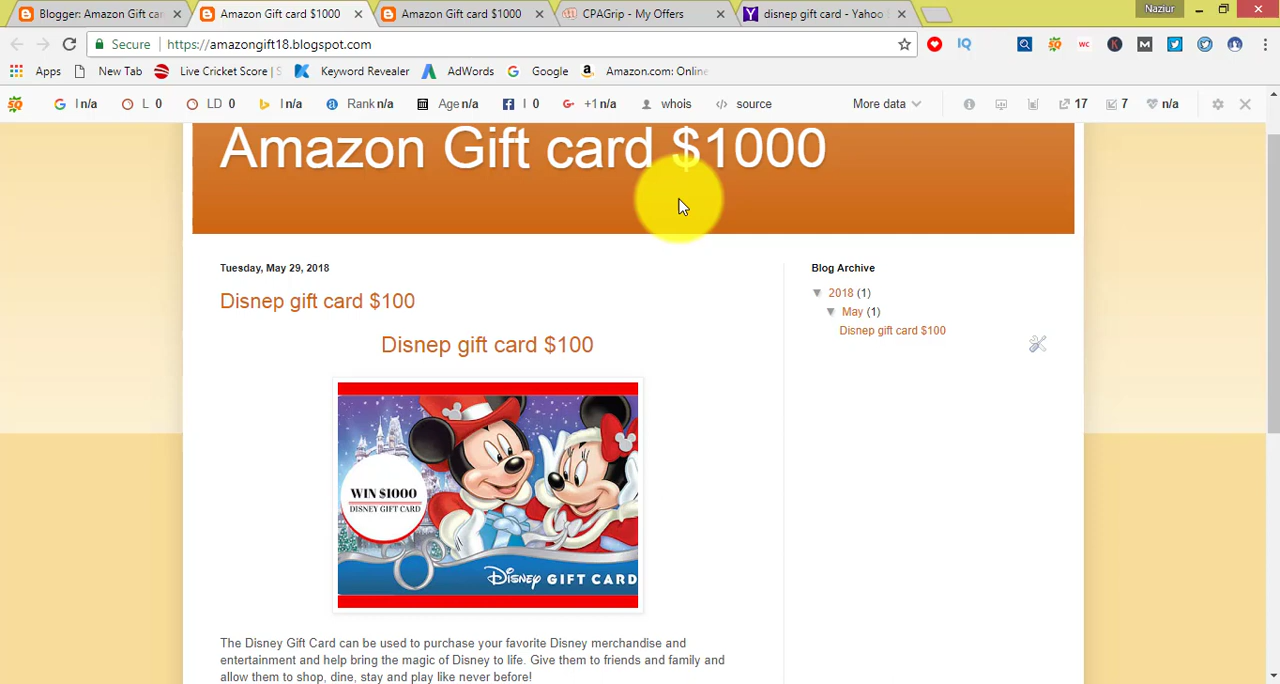 Blogger: Amazon Gift car
Amazon Gift card $1000
Amazon Gift card $1000
CPAGrip - My Offers
disnep gift card - Yahoo
Naziur
Secure
https://amazongift18.blogspot.com
Apps
New Tab
Live Cricket Score | S
Keyword Revealer
AdWords
Google
Amazon.com: Online
I n/a
L 0
LD 0
I n/a
Rank n/a
Age n/a
I 0
+1 n/a
whois
source
More data
17
7
n/a
Amazon Gift card $1000
Tuesday, May 29, 2018
Disnep gift card $100
Disnep gift card $100
WIN $1000
DISNEY GIFT CARD
Disney GIFT CARD
The Disney Gift Card can be used to purchase your favorite Disney merchandise and
entertainment and help bring the magic of Disney to life. Give them to friends and family and
allow them to shop, dine, stay and play like never before!
Blog Archive
2018 (1)
May (1)
Disnep gift card $100